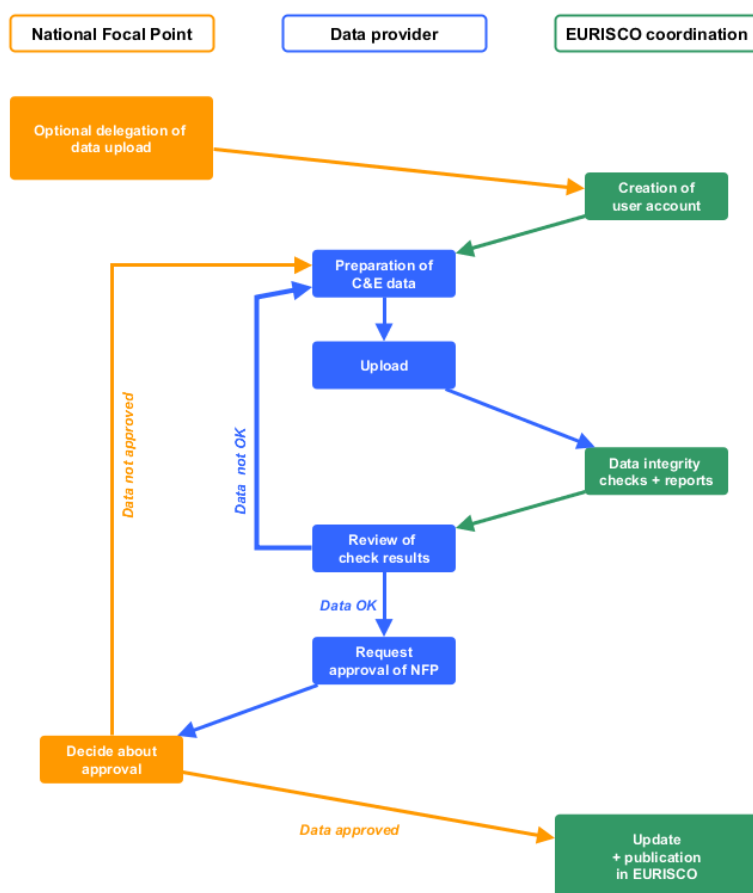 National Focal Point
Data provider
EURISCO coordination
Optional delegation of
data upload
Creation of
user account
Preparation of
C&E data
Upload
Data not approved
Data  not OK
Data integrity
checks + reports
Review of
check results
Data OK
Request
approval of NFP
Decide about
approval
Data approved
Update
+ publication
in EURISCO